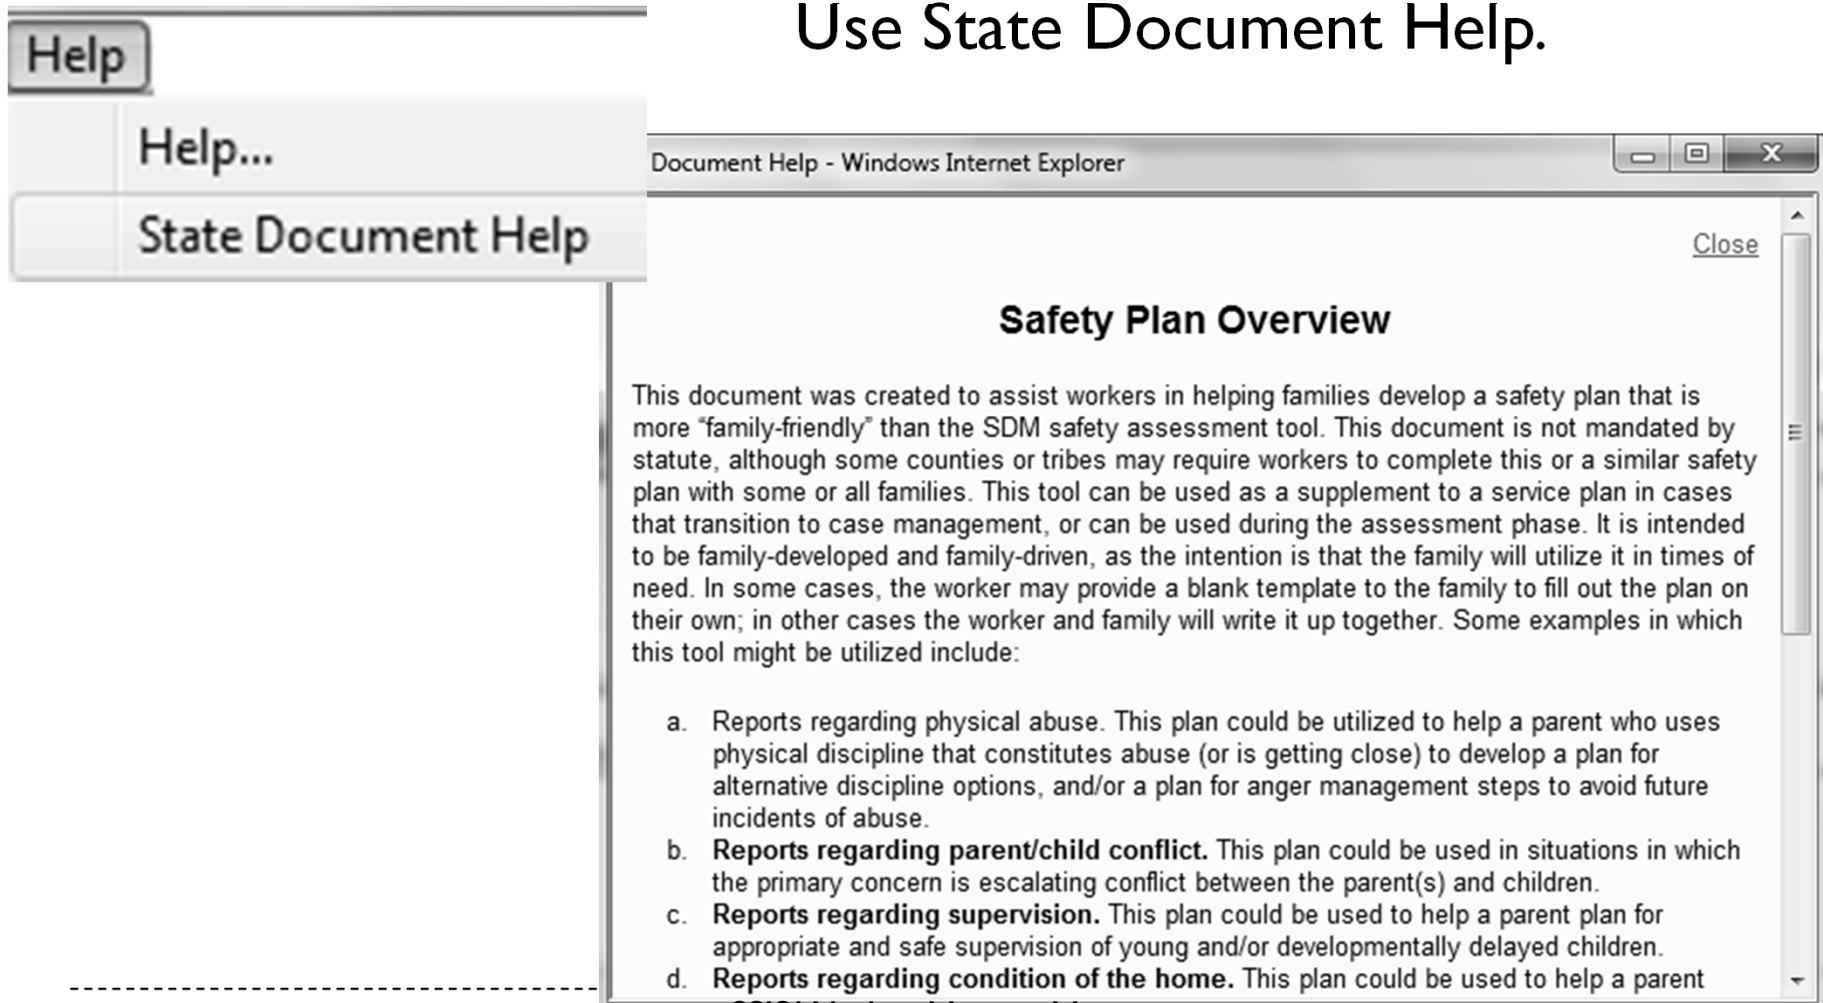 Use State Document Help.
Help
Help...
State Document Help
Document Help - Windows Internet Explorer
Close
Safety Plan Overview
This document was created to assist workers in helping families develop a safety plan that is
more “family-friendly” than the SDM safety assessment tool. This document is not mandated by
statute, although some counties or tribes may require workers to complete this or a similar safety
plan with some or all families. This tool can be used as a supplement to a service plan in cases
that transition to case management, or can be used during the assessment phase. It is intended
to be family-developed and family-driven, as the intention is that the family will utilize it in times of
need. In some cases, the worker may provide a blank template to the family to fill out the plan on
their own; in other cases the worker and family will write it up together. Some examples in which
this tool might be utilized include:
a. Reports regarding physical abuse. This plan could be utilized to help a parent who uses
physical discipline that constitutes abuse (or is getting close) to develop a plan for
alternative discipline options, and/or a plan for anger management steps to avoid future
incidents of abuse.
b. Reports regarding parent/child conflict. This plan could be used in situations in which
the primary concern is escalating conflict between the parent(s) and children.
c. Reports regarding supervision. This plan could be used to help a parent plan for
appropriate and safe supervision of young and/or developmentally delayed children.
d. Reports regarding condition of the home. This plan could be used to help a parent